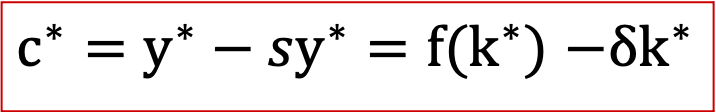 c* = y* − sy* = f(k*) −δk*